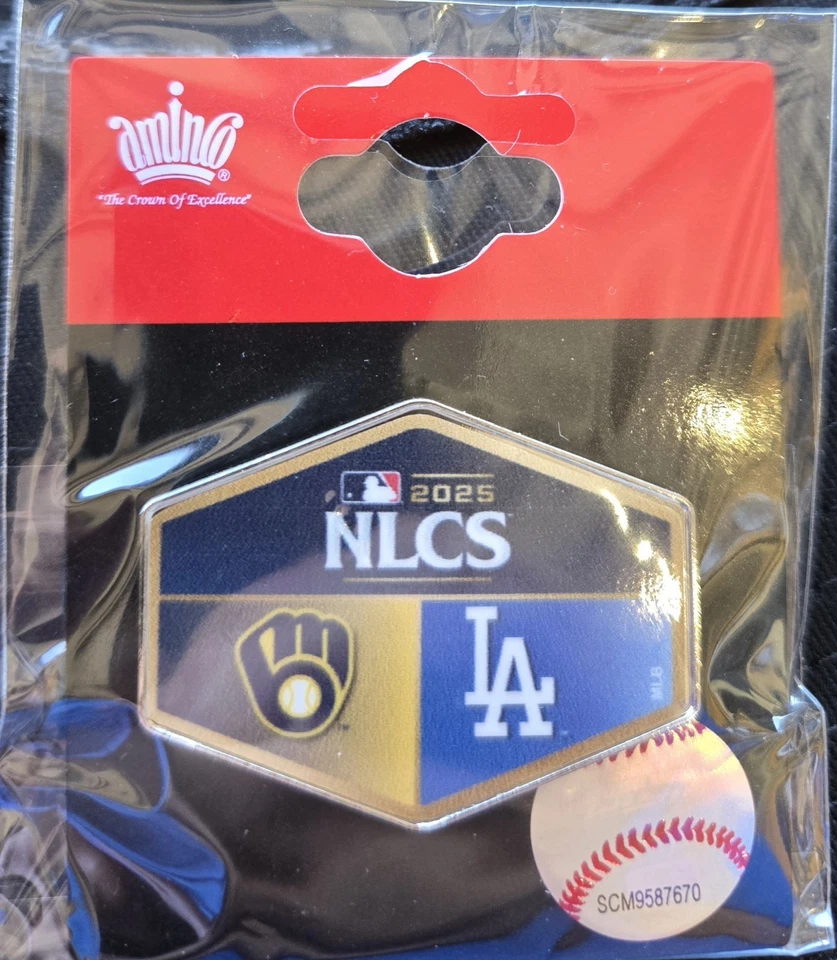 aminco®
"The Crown Of Excellence"
2025
NLCS
LA
MLB
SCM9587670